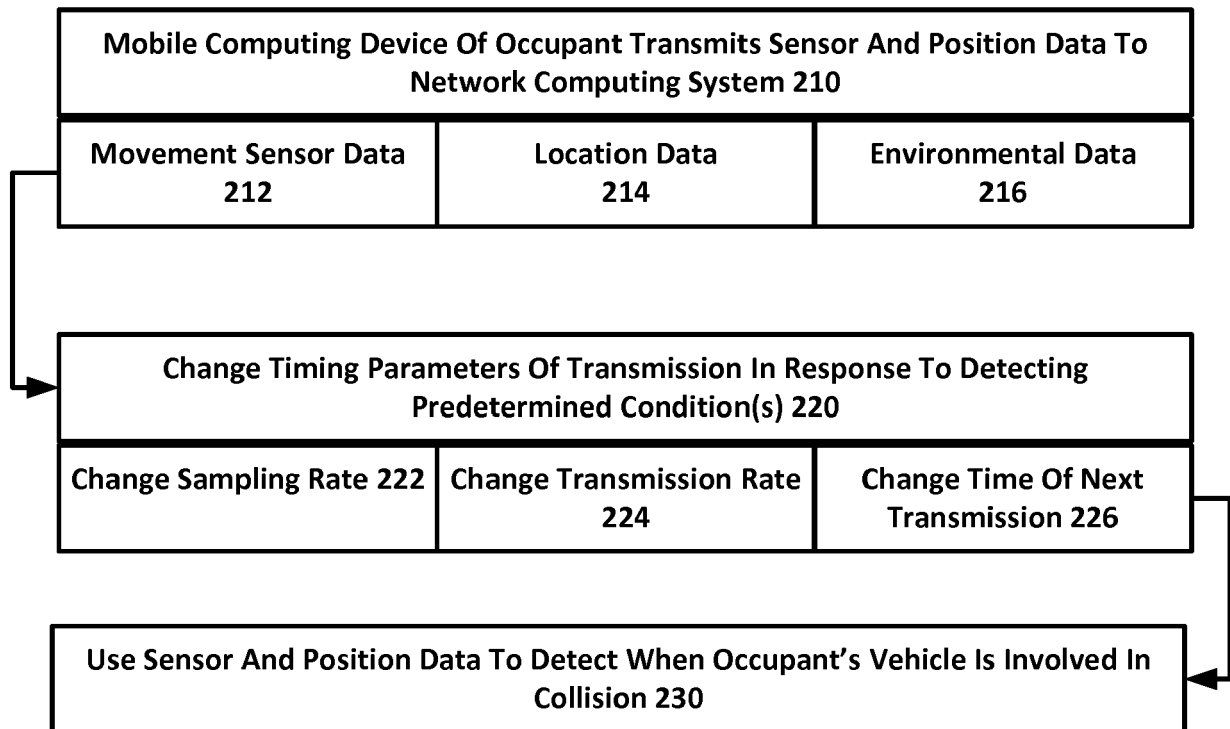 Mobile Computing Device Of Occupant Transmits Sensor And Position Data To
Network Computing System 210
Movement Sensor Data
212
Location Data
214
Environmental Data
216
Change Timing Parameters Of Transmission In Response To Detecting
Predetermined Condition(s) 220
Change Sampling Rate 222
Change Transmission Rate
224
Change Time Of Next
Transmission 226
Use Sensor And Position Data To Detect When Occupant’s Vehicle Is Involved In
Collision 230